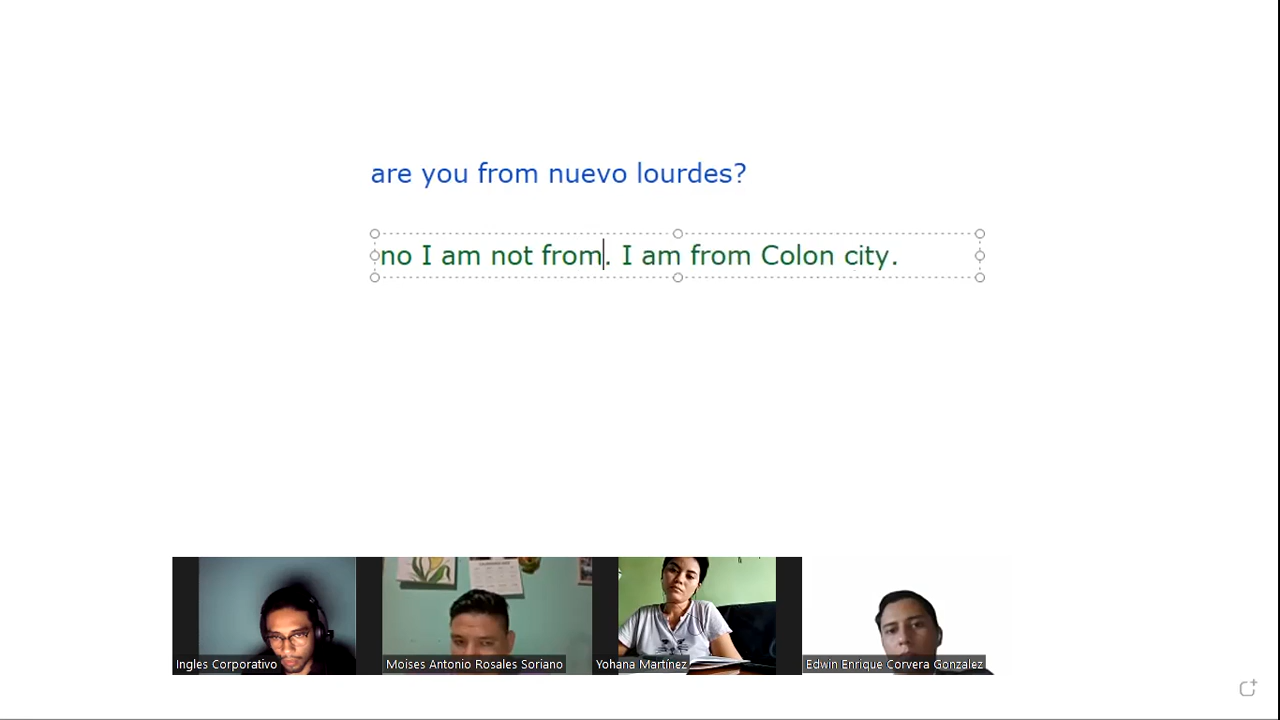 are you from nuevo lourdes?
no I am not from. I am from Colon city.
Ingles Corporativo
Moises Antonio Rosales Soriano
Yohana Martínez
Edwin Enrique Corvera Gonzalez